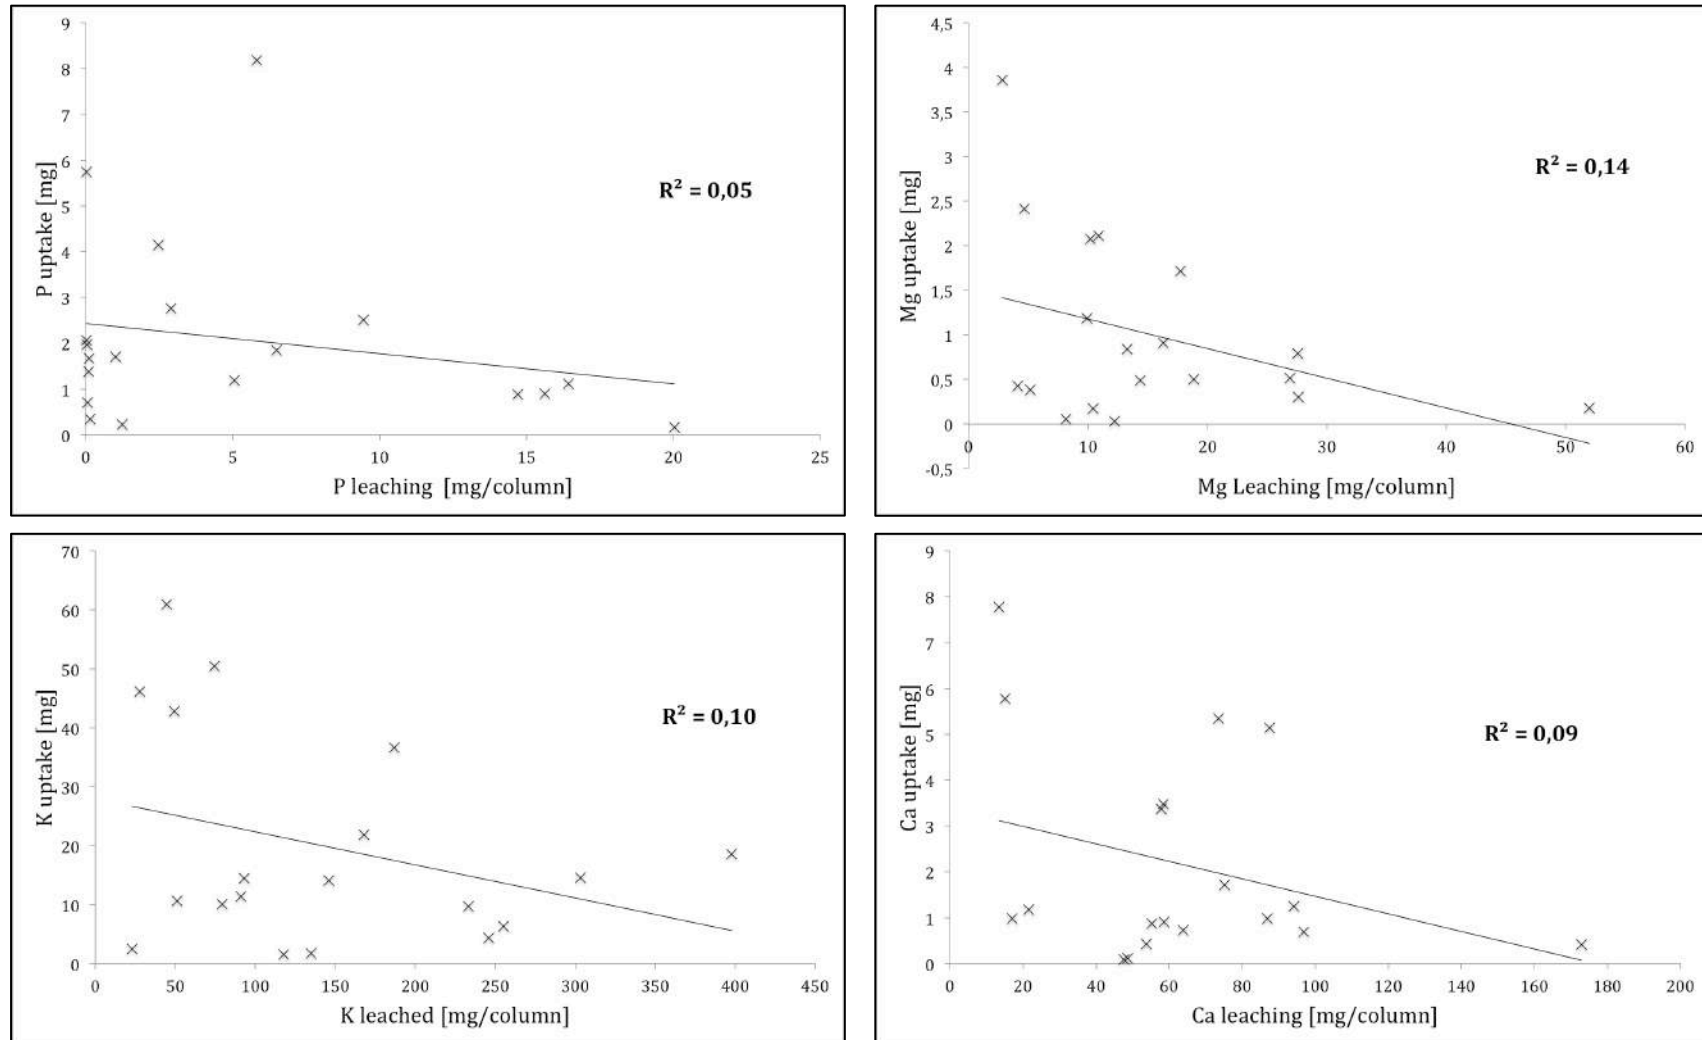 9
8
7
6
5
4
3
2
1
0
P uptake [mg]
R² = 0,05
0 5 10 15 20 25
P leaching [mg/column]
4,5
4
3,5
3
2,5
2
1,5
1
0,5
0
-0,5
Mg uptake [mg]
R² = 0,14
0 10 20 30 40 50 60
Mg Leaching [mg/column]
70
60
50
40
30
20
10
0
K uptake [mg]
R² = 0,10
0 50 100 150 200 250 300 350 400 450
K leached [mg/column]
9
8
7
6
5
4
3
2
1
0
Ca uptake [mg]
R² = 0,09
0 20 40 60 80 100 120 140 160 180 200
Ca leaching [mg/column]